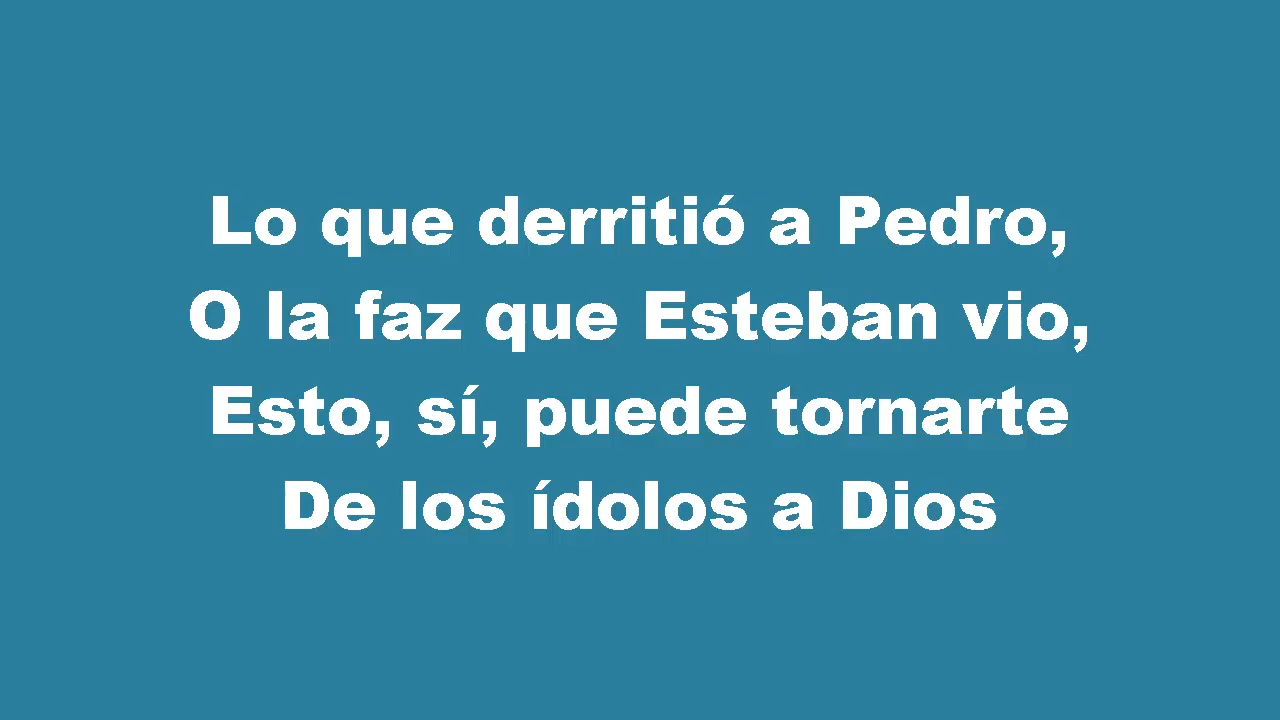 Lo que derritió a Pedro,
O la faz que Esteban vio,
Esto, sí, puede tornarte
De los ídolos a Dios